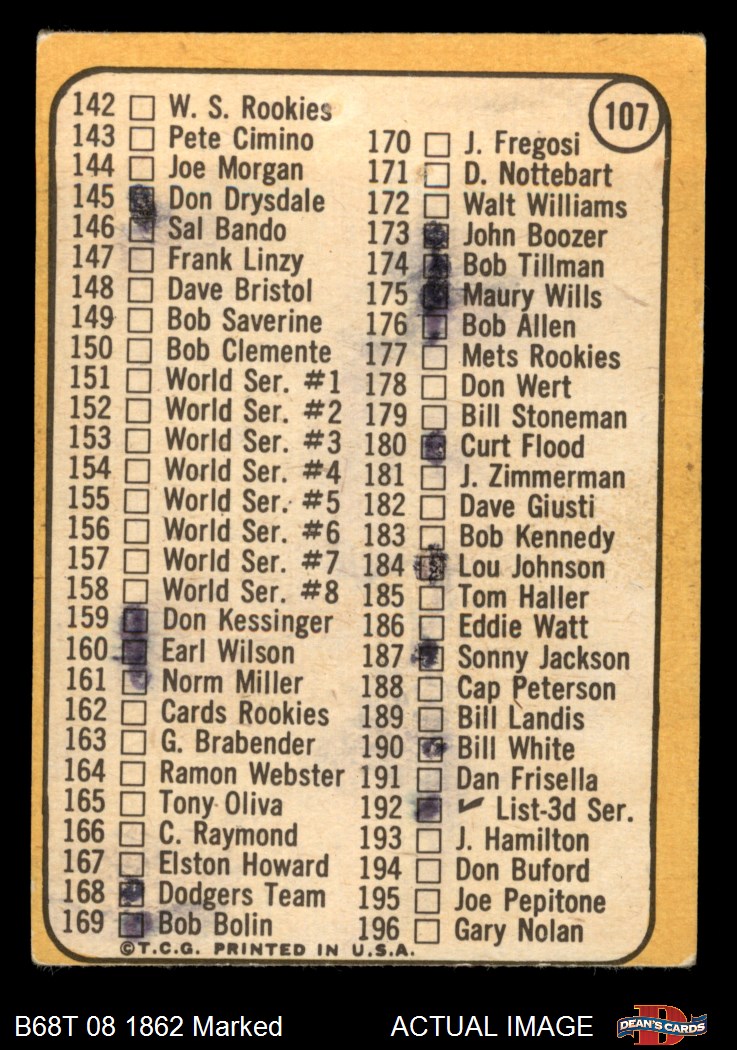 107
142 W. S. Rookies
143 Pete Cimino
144 Joe Morgan
145 Don Drysdale
146 Sal Bando
147 Frank Linzy
148 Dave Bristol
149 Bob Saverine
150 Bob Clemente
151 World Ser. #1
152 World Ser. #2
153 World Ser. #3
154 World Ser. #4
155 World Ser. #5
156 World Ser. #6
157 World Ser. #7
158 World Ser. #8
159 Don Kessinger
160 Earl Wilson
161 Norm Miller
162 Cards Rookies
163 G. Brabender
164 Ramon Webster
165 Tony Oliva
166 C. Raymond
167 Elston Howard
168 Dodgers Team
169 Bob Bolin
170 J. Fregosi
171 D. Nottebart
172 Walt Williams
173 John Boozer
174 Bob Tillman
175 Maury Wills
176 Bob Allen
177 Mets Rookies
178 Don Wert
179 Bill Stoneman
180 Curt Flood
181 J. Zimmerman
182 Dave Giusti
183 Bob Kennedy
184 Lou Johnson
185 Tom Haller
186 Eddie Watt
187 Sonny Jackson
188 Cap Peterson
189 Bill Landis
190 Bill White
191 Dan Frisella
192 ✓ List-3d Ser.
193 J. Hamilton
194 Don Buford
195 Joe Pepitone
196 Gary Nolan
©T.C.G. PRINTED IN U.S.A.
B68T 08 1862 Marked ACTUAL IMAGE D DEAN'S CARDS